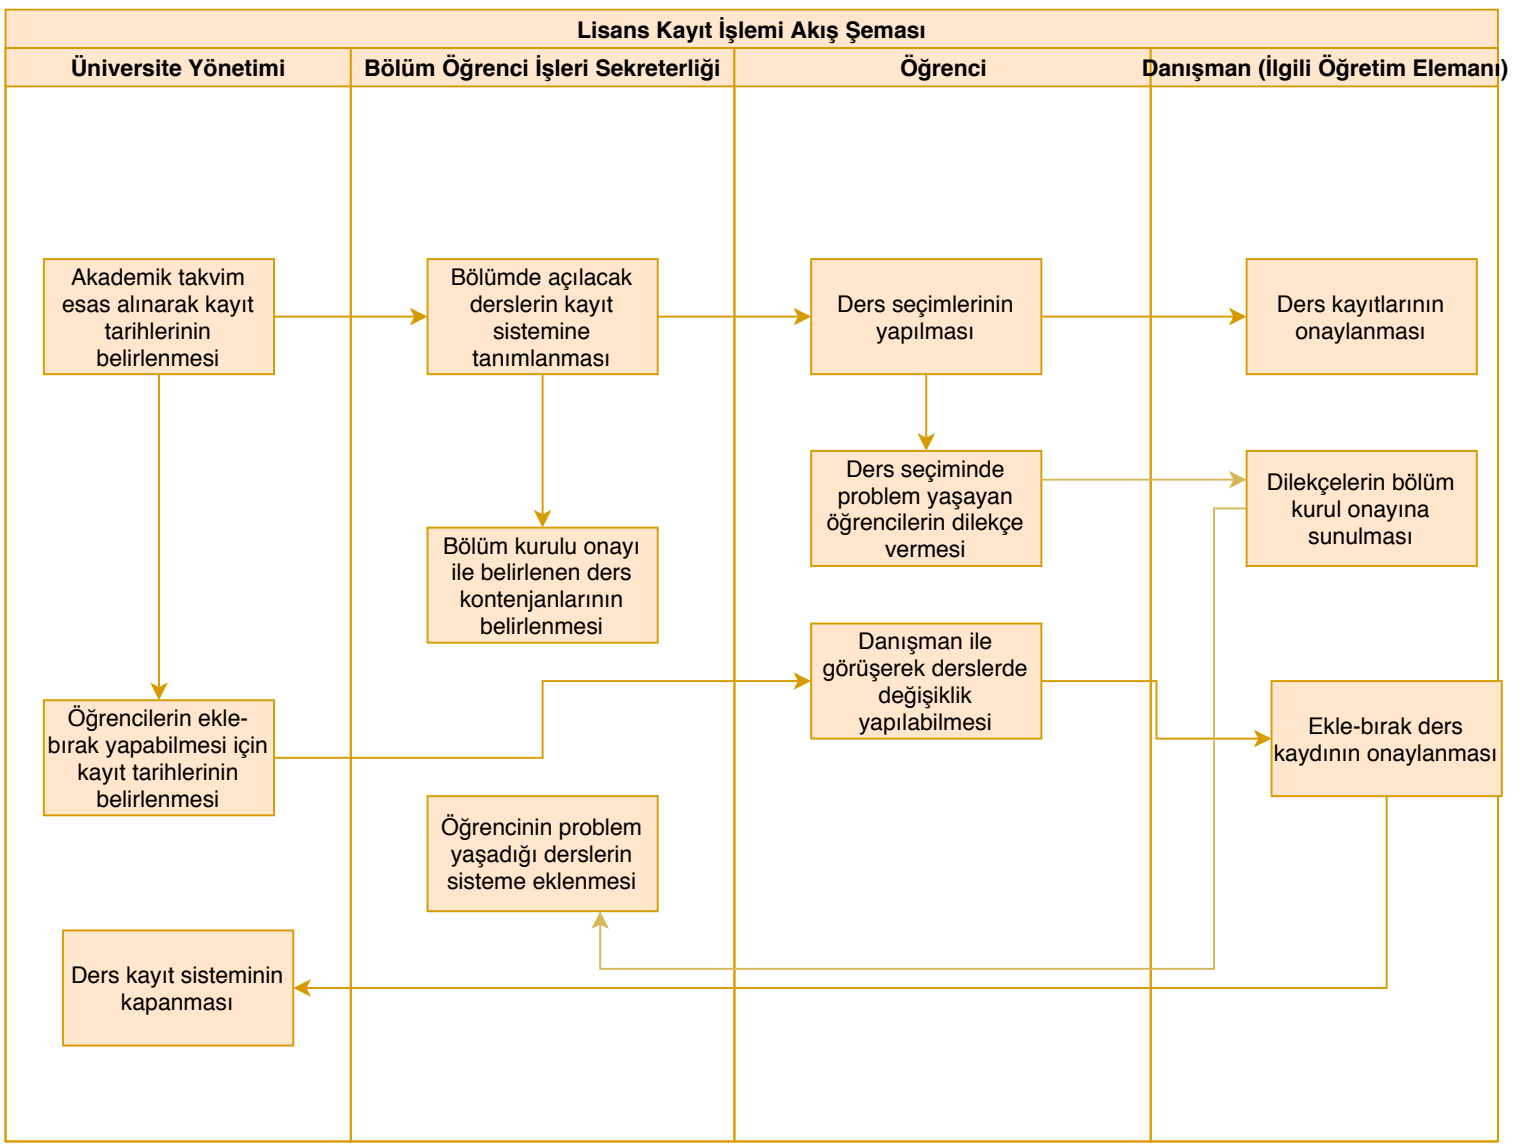 Lisans Kayıt İşlemi Akış Şeması
Üniversite Yönetimi
Bölüm Öğrenci İşleri Sekreterliği
Öğrenci
Danışman (İlgili Öğretim Elemanı)
Akademik takvim
esas alınarak kayıt
tarihlerinin
belirlenmesi
Bölümde açılacak
derslerin kayıt
sistemine
tanımlanması
Ders seçimlerinin
yapılması
Ders kayıtlarının
onaylanması
Ders seçiminde
problem yaşayan
öğrencilerin dilekçe
vermesi
Dilekçelerin bölüm
kurul onayına
sunulması
Bölüm kurulu onayı
ile belirlenen ders
kontenjanlarının
belirlenmesi
Danışman ile
görüşerek derslerde
değişiklik
yapılabilmesi
Öğrencilerin ekle-
bırak yapabilmesi için
kayıt tarihlerinin
belirlenmesi
Ekle-bırak ders
kaydının onaylanması
Öğrencinin problem
yaşadığı derslerin
sisteme eklenmesi
Ders kayıt sisteminin
kapanması